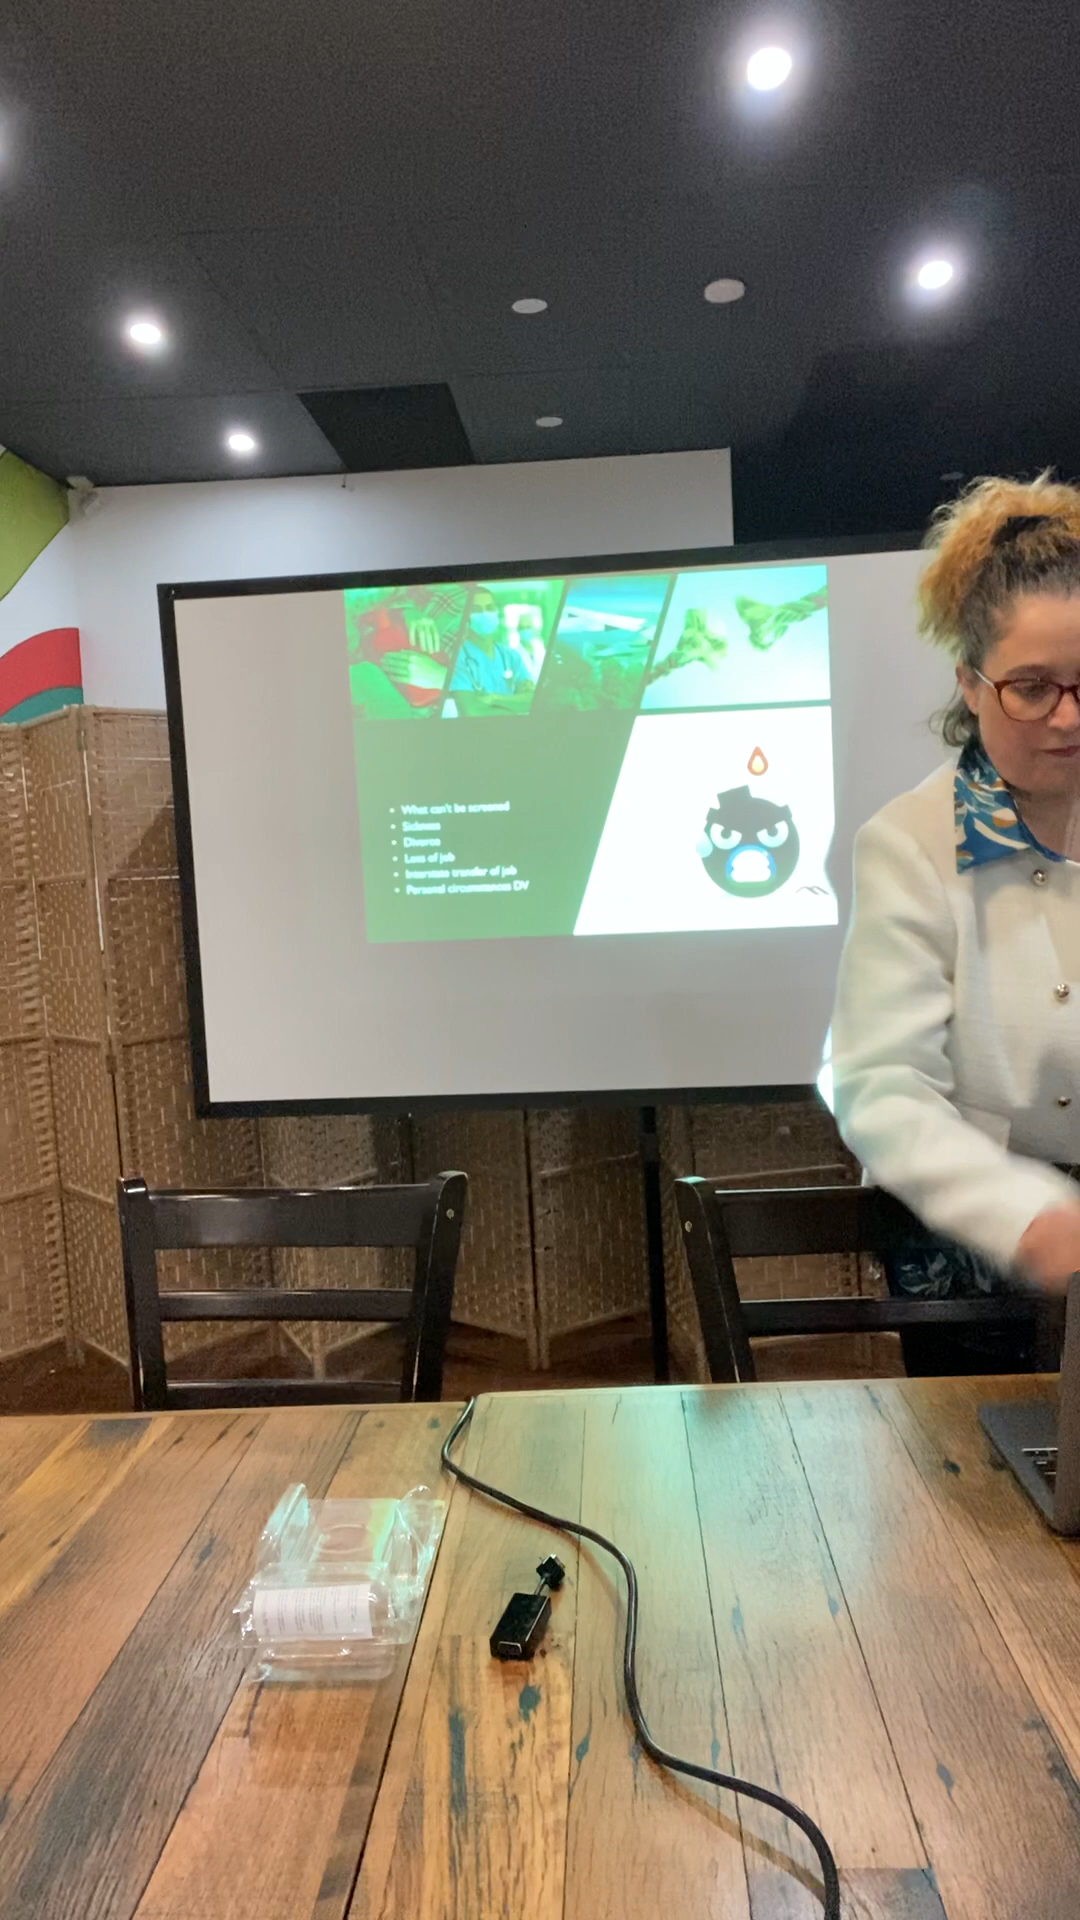 What can't be screened
Sickness
Divorce
Loss of job
Interstate transfer of job
Personal circumstances DV